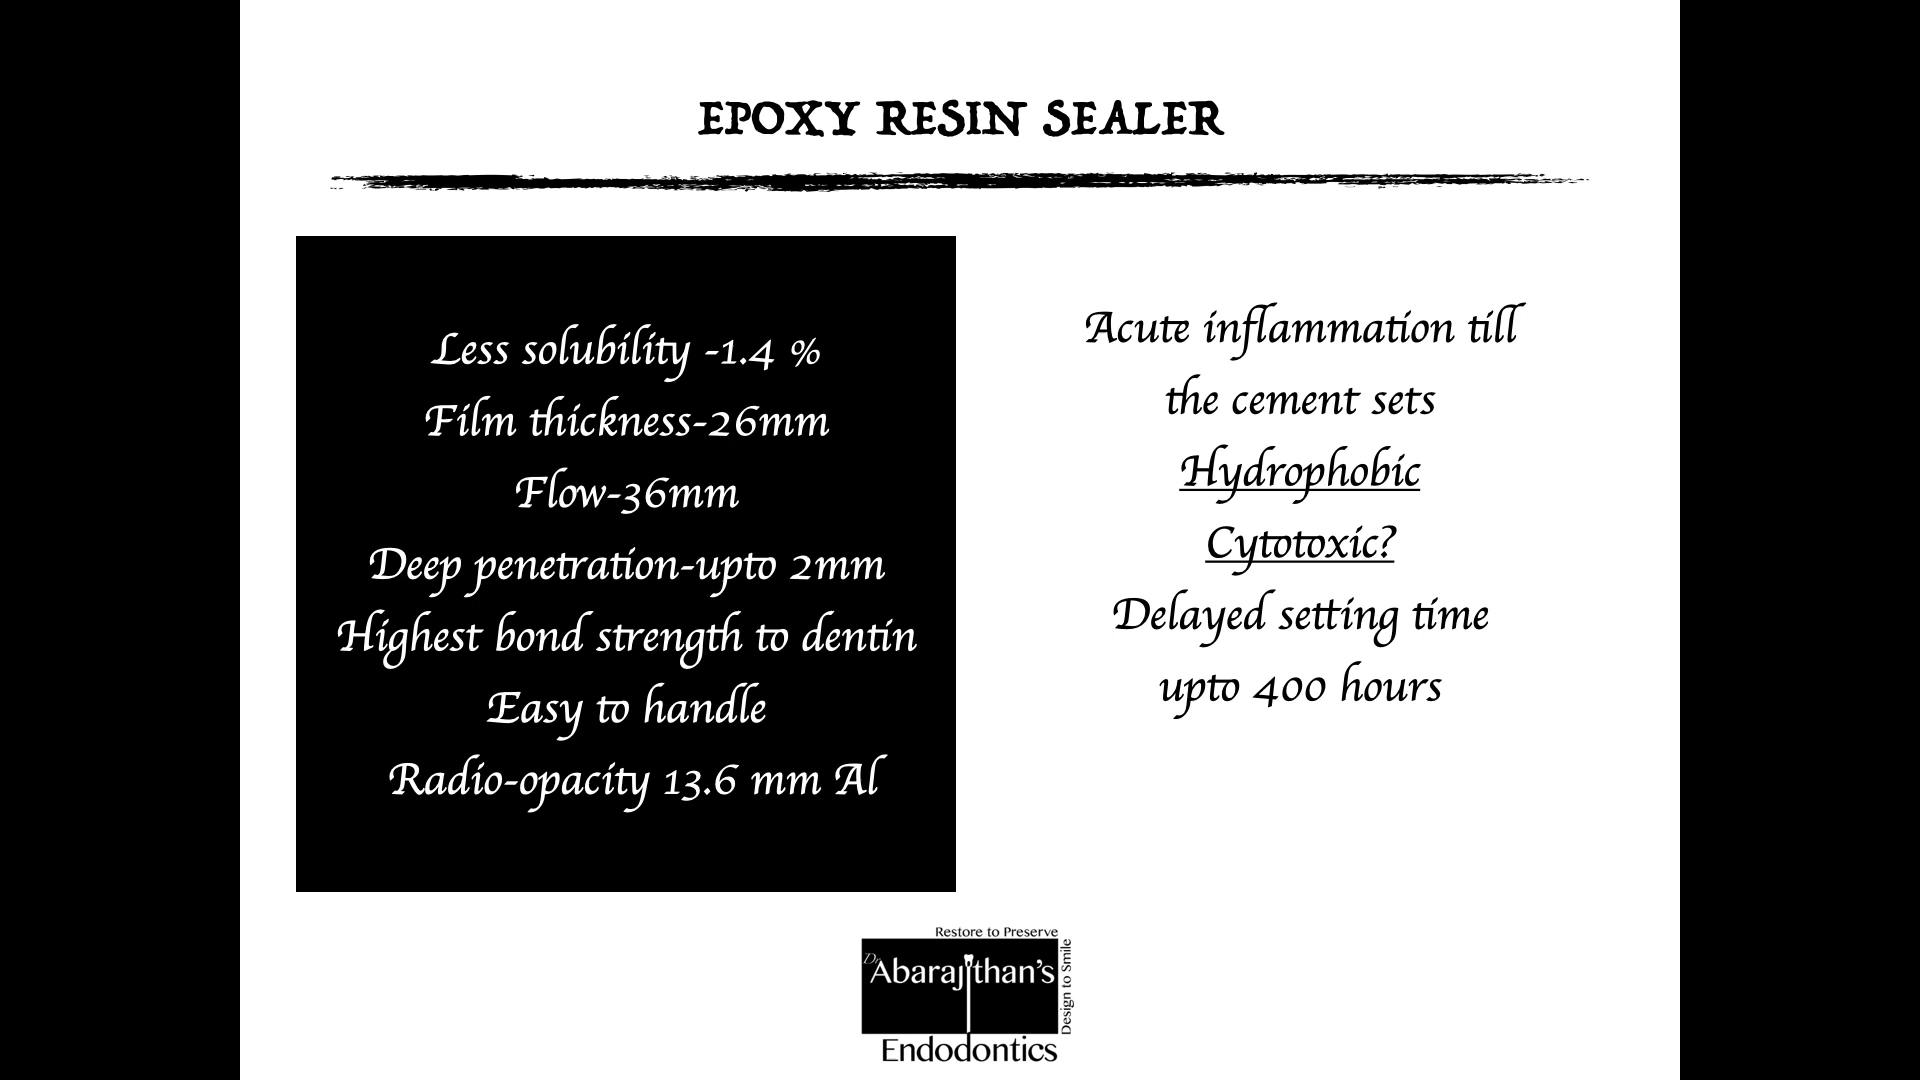 EPOXY RESIN SEALER
Less solubility -1.4 %
Film thickness-26mm
Flow-36mm
Deep penetration-upto 2mm
Highest bond strength to dentin
Easy to handle
Radio-opacity 13.6 mm Al
Acute inflammation till
the cement sets
Hydrophobic
Cytotoxic?
Delayed setting time
upto 400 hours
Restore to Preserve
Dr
Abarajithan's
Endodontics
Design to Smile